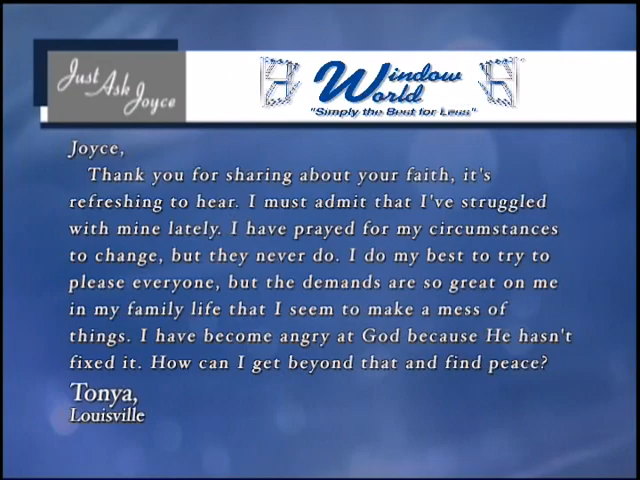 Just
Ask
Joyce
Window
World
"Simply the Best for Less"
Joyce,
Thank you for sharing about your faith, it's
refreshing to hear. I must admit that I've struggled
with mine lately. I have prayed for my circumstances
to change, but they never do. I do my best to try to
please everyone, but the demands are so great on me
in my family life that I seem to make a mess of
things. I have become angry at God because He hasn't
fixed it. How can I get beyond that and find peace?
Tonya,
Louisville